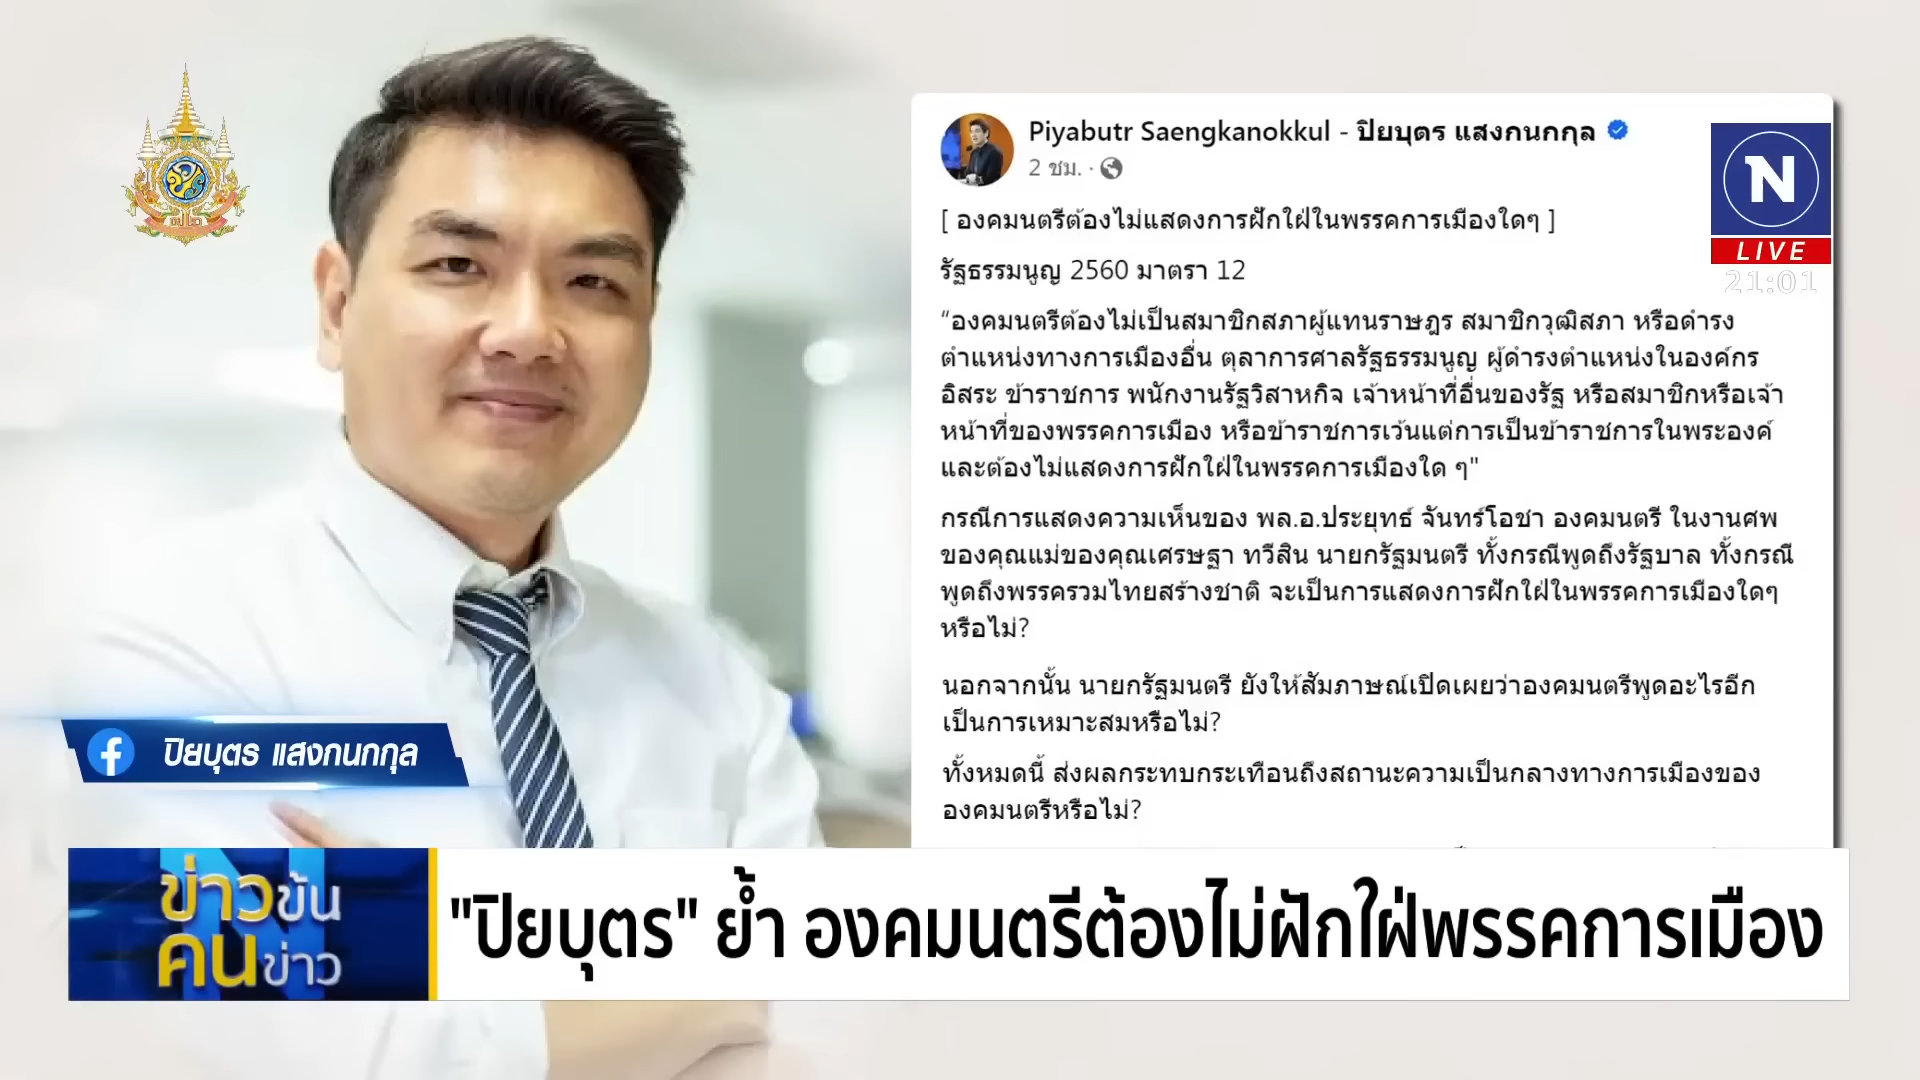 Piyabutr Saengkanokkul - ปิยบุตร แสงกนกกุล
2 ชม. ·
N
LIVE
21:01
[ องคมนตรีต้องไม่แสดงการฝักใฝ่ในพรรคการเมืองใดๆ ]
รัฐธรรมนูญ 2560 มาตรา 12
“องคมนตรีต้องไม่เป็นสมาชิกสภาผู้แทนราษฎร สมาชิกวุฒิสภา หรือดำรง
ตำแหน่งทางการเมืองอื่น ตุลาการศาลรัฐธรรมนูญ ผู้ดำรงตำแหน่งในองค์กร
อิสระ ข้าราชการ พนักงานรัฐวิสาหกิจ เจ้าหน้าที่อื่นของรัฐ หรือสมาชิกหรือเจ้า
หน้าที่ของพรรคการเมือง หรือข้าราชการเว้นแต่การเป็นข้าราชการในพระองค์
และต้องไม่แสดงการฝักใฝ่ในพรรคการเมืองใด ๆ"
กรณีการแสดงความเห็นของ พล.อ.ประยุทธ์ จันทร์โอชา องคมนตรี ในงานศพ
ของคุณแม่ของคุณเศรษฐา ทวีสิน นายกรัฐมนตรี ทั้งกรณีพูดถึงรัฐบาล ทั้งกรณี
พูดถึงพรรครวมไทยสร้างชาติ จะเป็นการแสดงการฝักใฝ่ในพรรคการเมืองใดๆ
หรือไม่?
นอกจากนั้น นายกรัฐมนตรี ยังให้สัมภาษณ์เปิดเผยว่าองคมนตรีพูดอะไรอีก
เป็นการเหมาะสมหรือไม่?
ทั้งหมดนี้ ส่งผลกระทบกระเทือนถึงสถานะความเป็นกลางทางการเมืองของ
องคมนตรีหรือไม่?
ปิยบุตร แสงกนกกุล
ข่าวข้น
คนข่าว
"ปิยบุตร" ย้ำ องคมนตรีต้องไม่ฝักใฝ่พรรคการเมือง